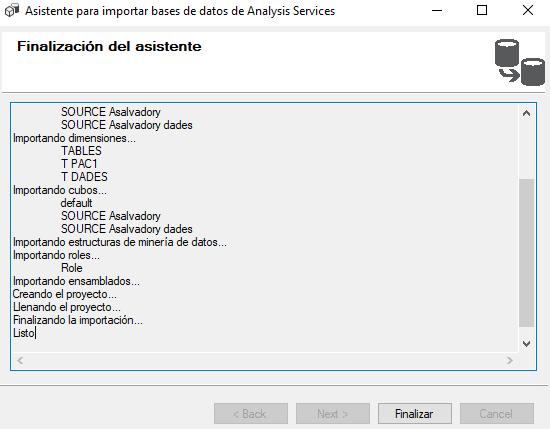 Asistente para importar bases de datos de Analysis Services
Finalización del asistente
SOURCE Asalvadory
SOURCE Asalvadory dades
Importando dimensiones...
TABLES
T PAC1
T DADES
Importando cubos...
default
SOURCE Asalvadory
SOURCE Asalvadory dades
Importando estructuras de minería de datos...
Importando roles...
Role
Importando ensamblados...
Creando el proyecto...
Llenando el proyecto...
Finalizando la importación...
Listo
< Back Next > Finalizar Cancel